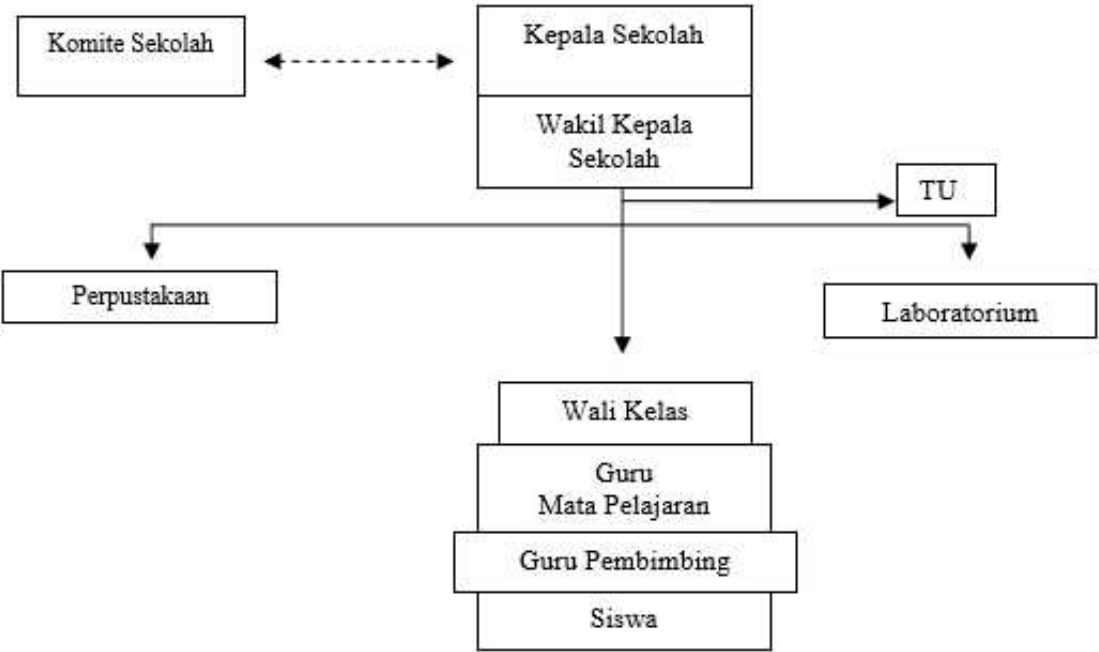 Komite Sekolah
Kepala Sekolah
Wakil Kepala
Sekolah
TU
Perpustakaan
Laboratorium
Wali Kelas
Guru
Mata Pelajaran
Guru Pembimbing
Siswa